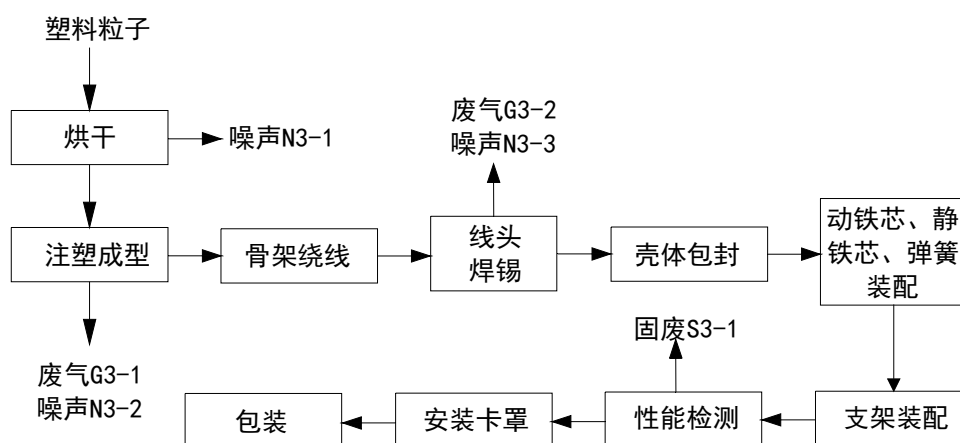 塑料粒子
烘干
噪声N3-1
废气G3-2
噪声N3-3
注塑成型
骨架绕线
线头
焊锡
壳体包封
动铁芯、静
铁芯、弹簧
装配
废气G3-1
噪声N3-2
固废S3-1
包装
安装卡罩
性能检测
支架装配